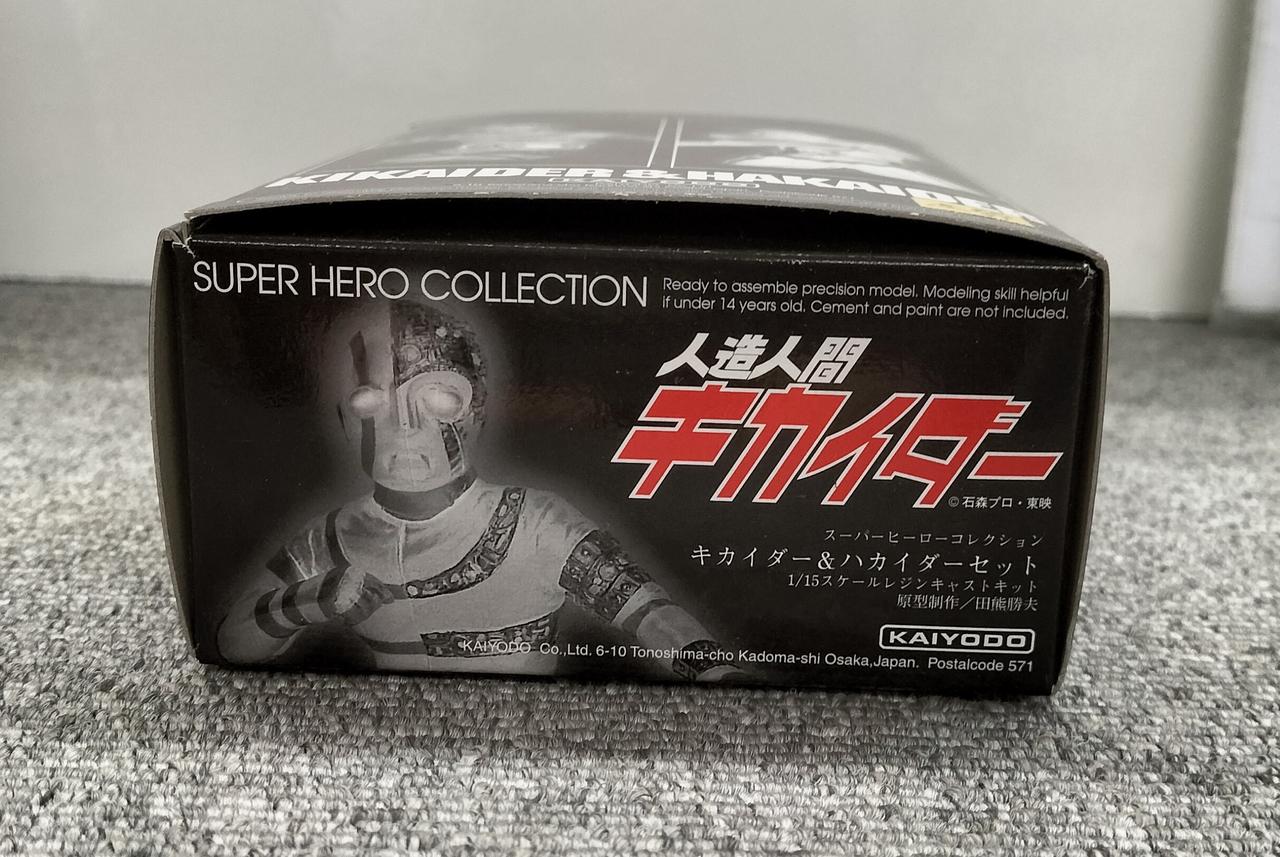 KIKAIDER & HAKAIDER
KAIYODO
SUPER HERO COLLECTION
Ready to assemble precision model. Modeling skill helpful
if under 14 years old. Cement and paint are not included.
人造人間
キカイダー
© 石森プロ・東映
スーパーヒーローコレクション
キカイダー&ハカイダーセット
1/15スケールレジンキャストキット
原型制作/田熊勝夫
KAIYODO
KAIYODO Co.,Ltd. 6-10 Tonoshima-cho Kadoma-shi Osaka,Japan. Postalcode 571